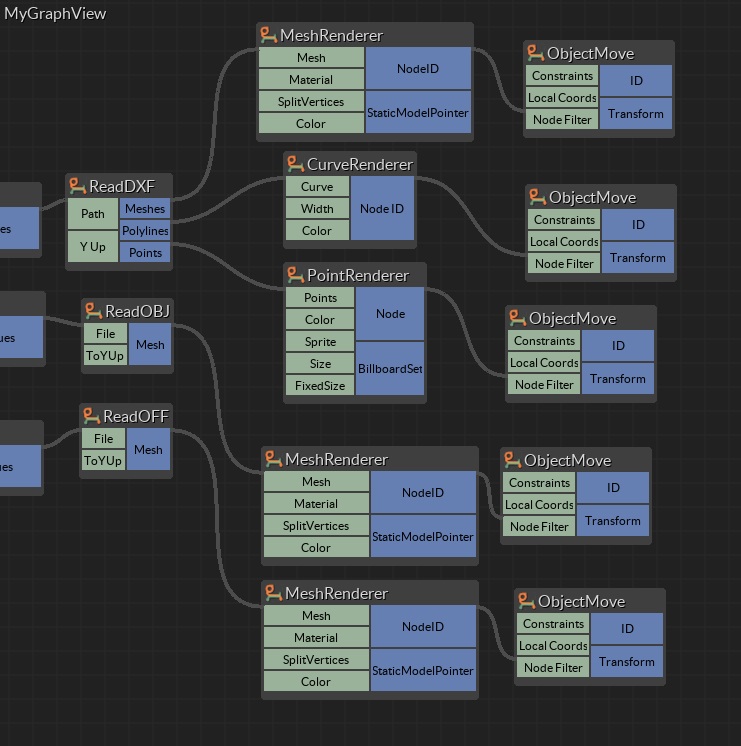 MyGraphView
MeshRenderer
Mesh
Material
SplitVertices
Color
NodeID
StaticModelPointer
ObjectMove
Constraints
Local Coords
Node Filter
ID
Transform
es
ReadDXF
Path
Y Up
Meshes
Polylines
Points
CurveRenderer
Curve
Width
Color
Node ID
ObjectMove
Constraints
Local Coords
Node Filter
ID
Transform
PointRenderer
Points
Color
Sprite
Size
FixedSize
Node
BillboardSet
ObjectMove
Constraints
Local Coords
Node Filter
ID
Transform
ues
ReadOBJ
File
ToYUp
Mesh
ues
ReadOFF
File
ToYUp
Mesh
MeshRenderer
Mesh
Material
SplitVertices
Color
NodeID
StaticModelPointer
ObjectMove
Constraints
Local Coords
Node Filter
ID
Transform
MeshRenderer
Mesh
Material
SplitVertices
Color
NodeID
StaticModelPointer
ObjectMove
Constraints
Local Coords
Node Filter
ID
Transform